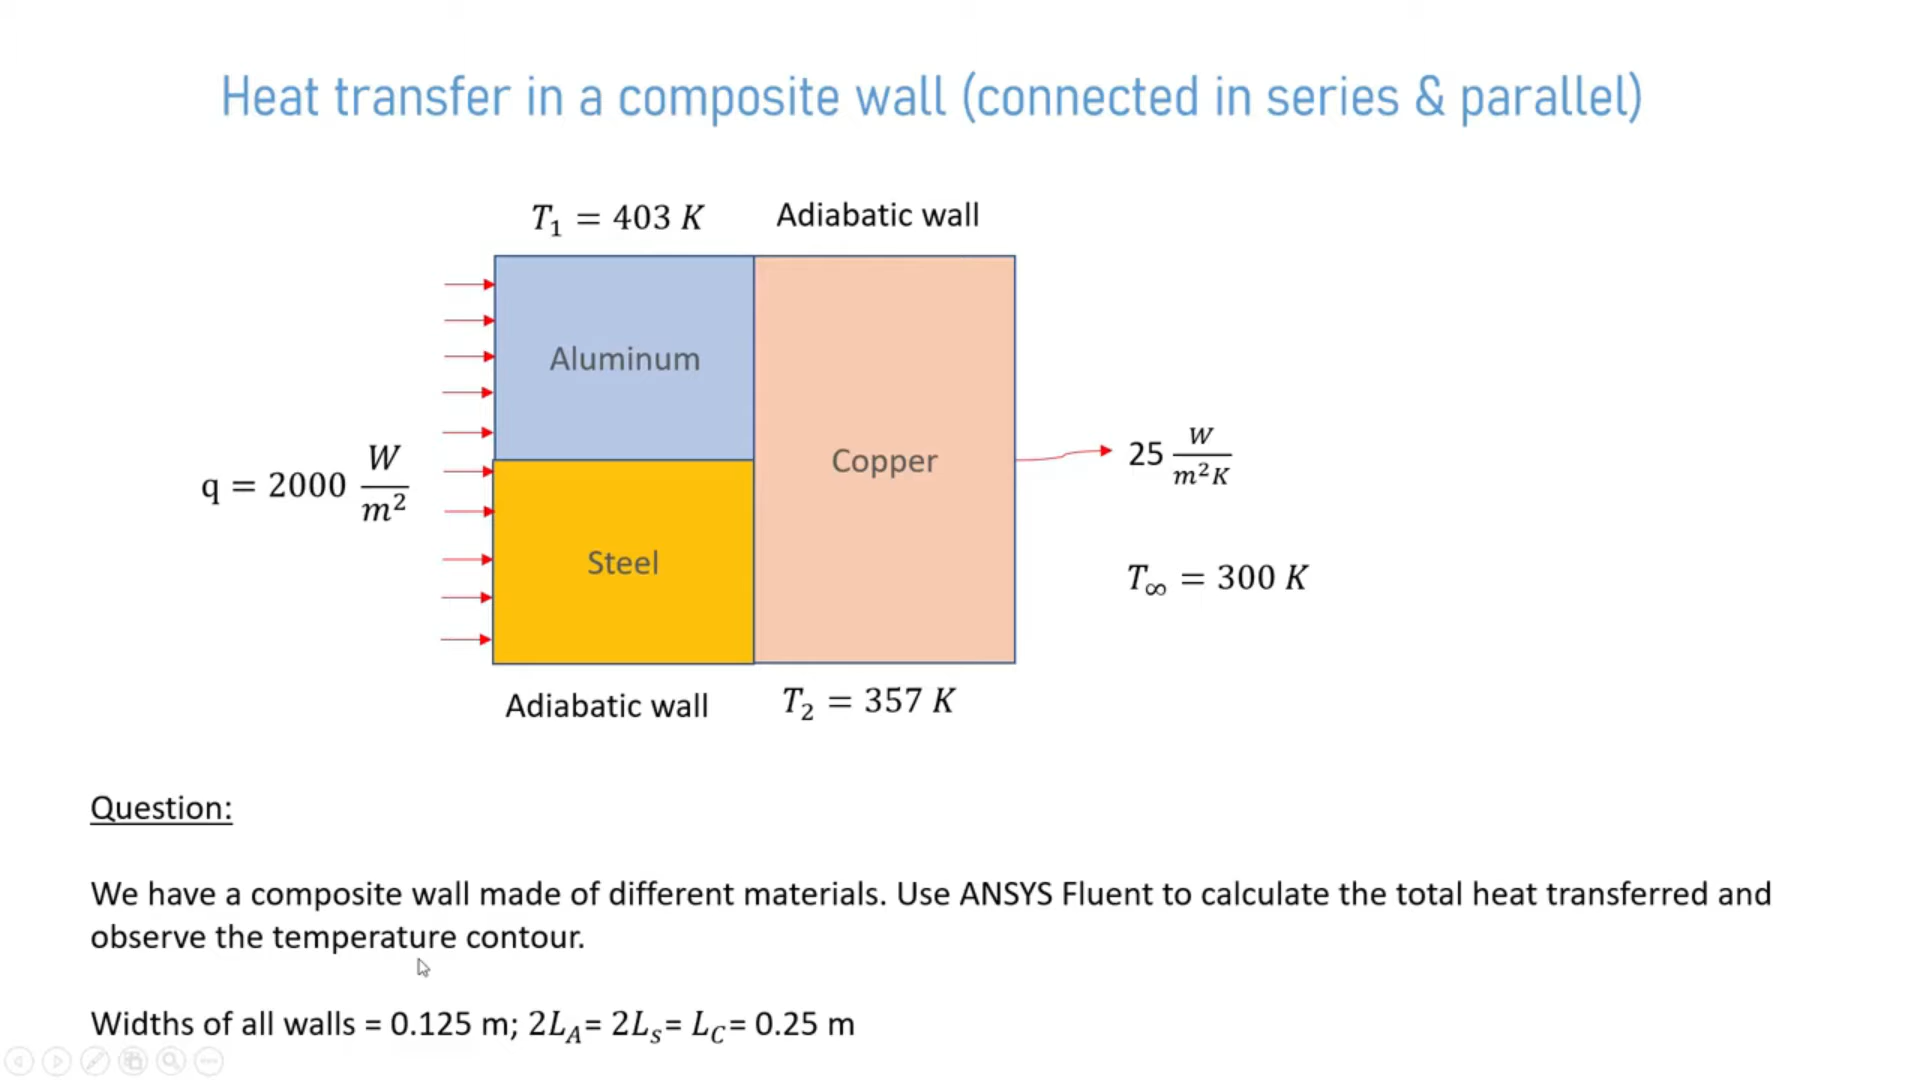 Heat transfer in a composite wall (connected in series & parallel)
T₁ = 403 K
Adiabatic wall
Aluminum
Copper
Steel
q = 2000 W/m²
25 W/m²K
T∞ = 300 K
Adiabatic wall
T₂ = 357 K
Question:
We have a composite wall made of different materials. Use ANSYS Fluent to calculate the total heat transferred and
observe the temperature contour.
Widths of all walls = 0.125 m; 2L_A= 2L_s= L_C= 0.25 m